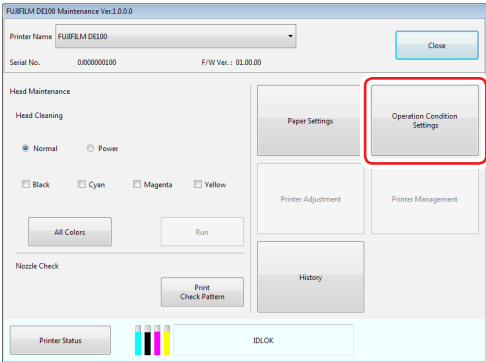 FUJIFILM DE100 Maintenance Ver.1.0.0.0
Printer Name FUJIFILM DE100
Close
Serial No. 0J000000100 F/W Ver. : 01.00.00
Head Maintenance
Head Cleaning
Normal Power
Black Cyan Magenta Yellow
All Colors Run
Nozzle Check
Print
Check Pattern
Paper Settings
Operation Condition
Settings
Printer Adjustment Printer Management
History
Printer Status IDLOK